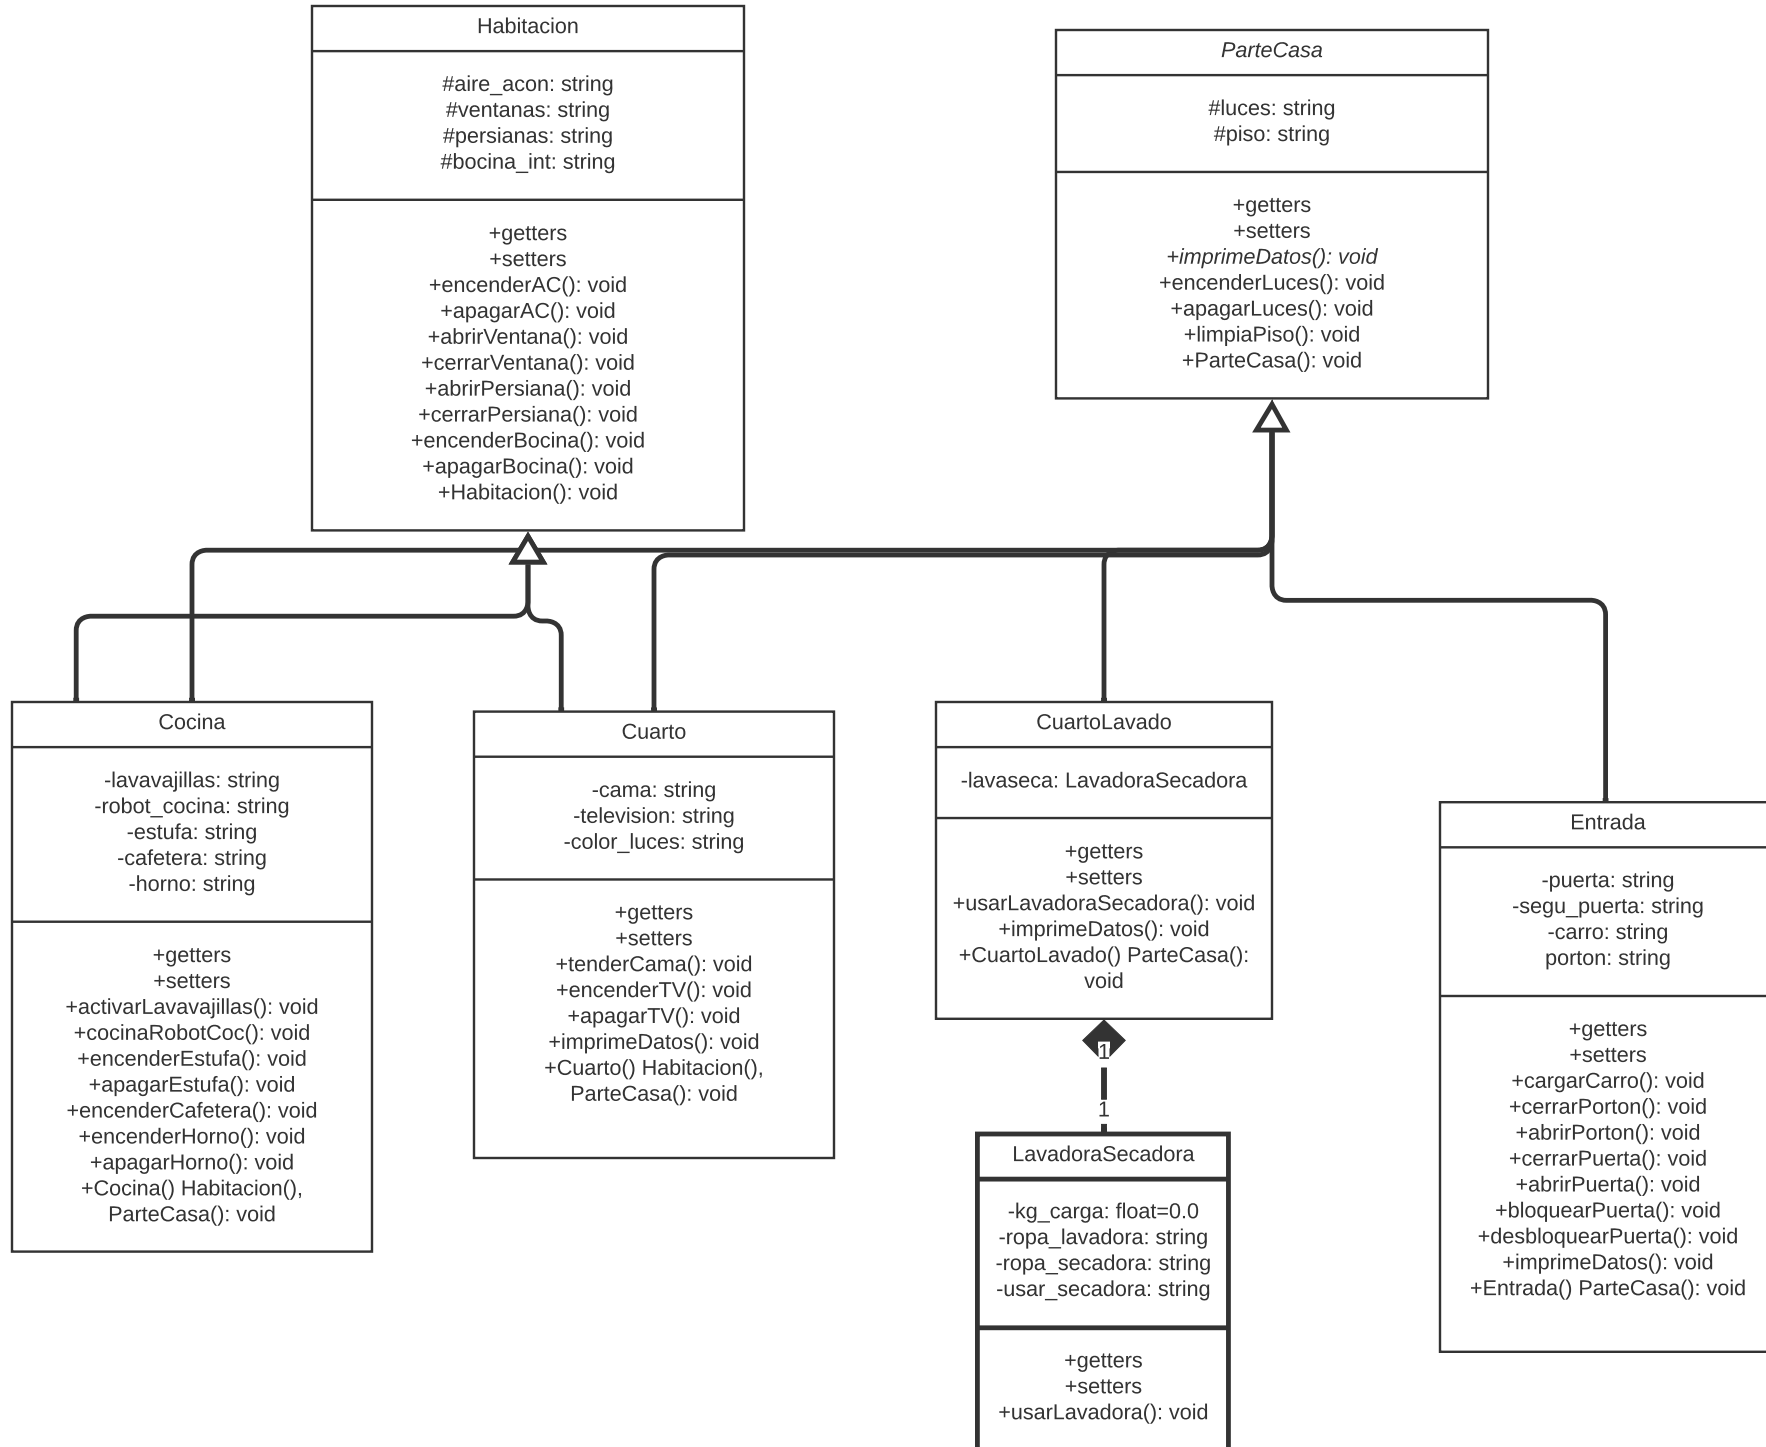 Habitacion
#aire_acon: string
#ventanas: string
#persianas: string
#bocina_int: string
+getters
+setters
+encenderAC(): void
+apagarAC(): void
+abrirVentana(): void
+cerrarVentana(): void
+abrirPersiana(): void
+cerrarPersiana(): void
+encenderBocina(): void
+apagarBocina(): void
+Habitacion(): void
ParteCasa
#luces: string
#piso: string
+getters
+setters
+imprimeDatos(): void
+encenderLuces(): void
+apagarLuces(): void
+limpiaPiso(): void
+ParteCasa(): void
Cocina
-lavavajillas: string
-robot_cocina: string
-estufa: string
-cafetera: string
-horno: string
+getters
+setters
+activarLavavajillas(): void
+cocinaRobotCoc(): void
+encenderEstufa(): void
+apagarEstufa(): void
+encenderCafetera(): void
+encenderHorno(): void
+apagarHorno(): void
+Cocina() Habitacion(),
ParteCasa(): void
Cuarto
-cama: string
-television: string
-color_luces: string
+getters
+setters
+tenderCama(): void
+encenderTV(): void
+apagarTV(): void
+imprimeDatos(): void
+Cuarto() Habitacion(),
ParteCasa(): void
CuartoLavado
-lavaseca: LavadoraSecadora
+getters
+setters
+usarLavadoraSecadora(): void
+imprimeDatos(): void
+CuartoLavado() ParteCasa():
void
1
1
LavadoraSecadora
-kg_carga: float=0.0
-ropa_lavadora: string
-ropa_secadora: string
-usar_secadora: string
+getters
+setters
+usarLavadora(): void
Entrada
-puerta: string
-segu_puerta: string
-carro: string
porton: string
+getters
+setters
+cargarCarro(): void
+cerrarPorton(): void
+abrirPorton(): void
+cerrarPuerta(): void
+abrirPuerta(): void
+bloquearPuerta(): void
+desbloquearPuerta(): void
+imprimeDatos(): void
+Entrada() ParteCasa(): void